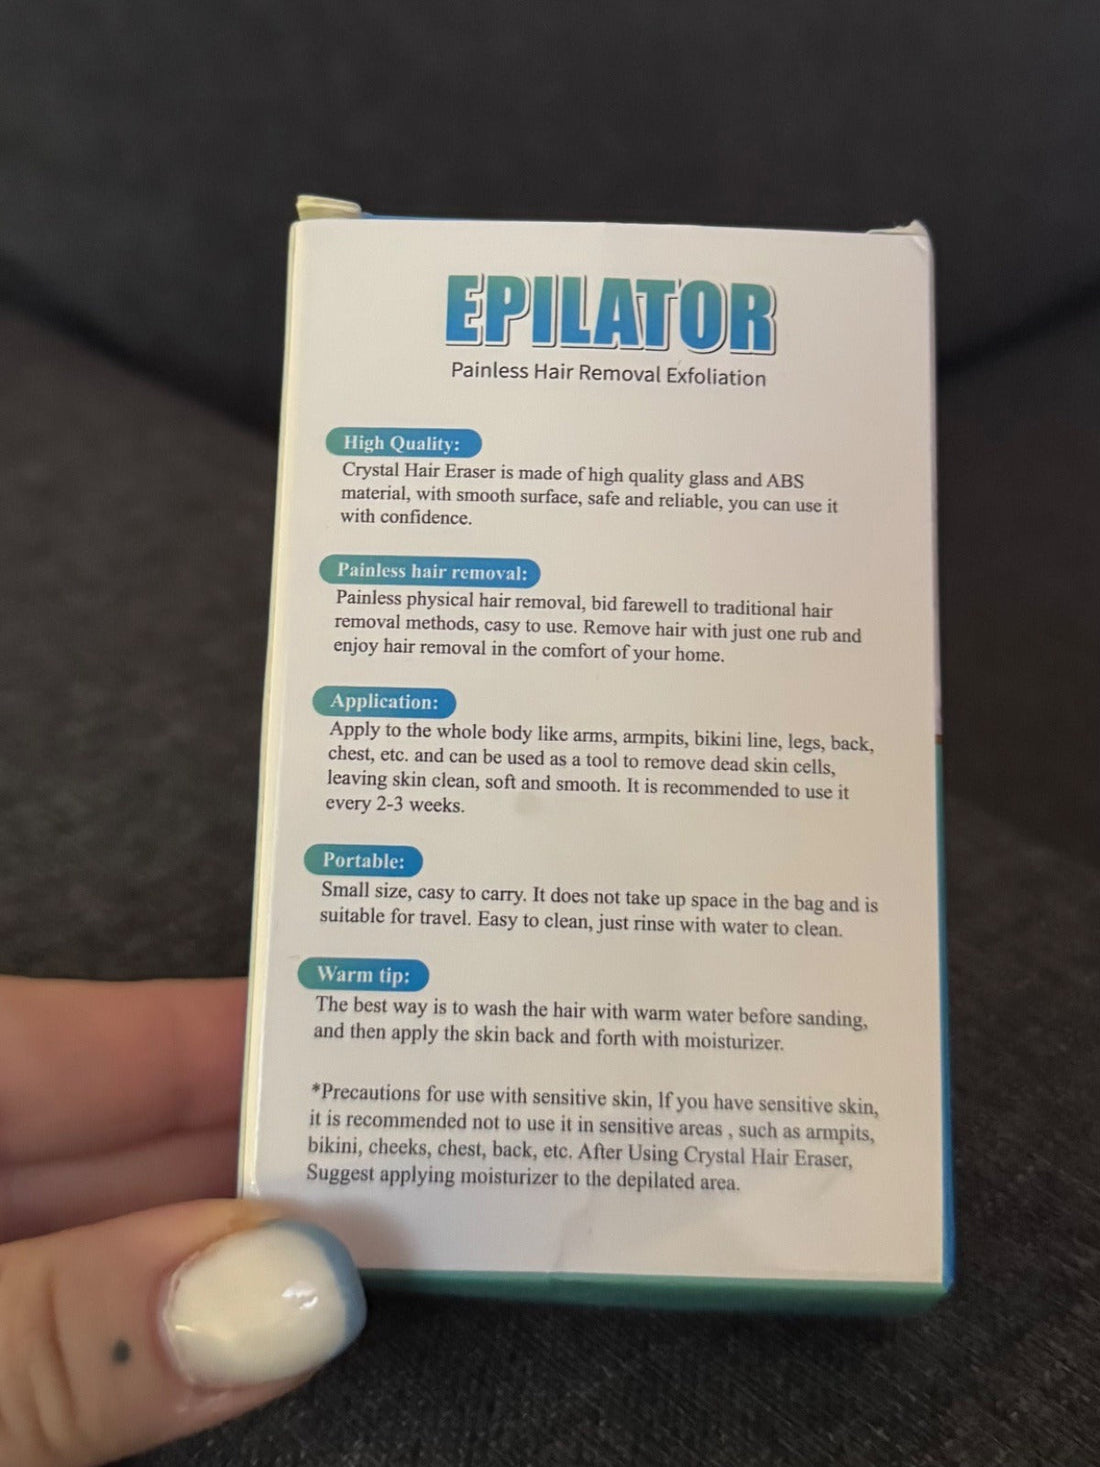 EPILATOR
Painless Hair Removal Exfoliation
High Quality:
Crystal Hair Eraser is made of high quality glass and ABS
material, with smooth surface, safe and reliable, you can use it
with confidence.
Painless hair removal:
Painless physical hair removal, bid farewell to traditional hair
removal methods, casy to use. Remove hair with just one rub and
enjoy hair removal in the comfort of your home.
Application:
Apply to the whole body like arms, armpits, bikini line, legs, back,
chest, etc. and can be used as a tool to remove dead skin cells,
leaving skin clean, soft and smooth. It is recommended to use it
every 2-3 weeks.
Portable:
Small size, casy to carry. It does not take up space in the bag and is
suitable for travel. Easy to clean, just rinse with water to clean.
Warm tip:
The best way is to wash the hair with warm water before sanding,
and then apply the skin back and forth with moisturizer.
*Precautions for use with sensitive skin, If you have sensitive skin,
it is recommended not to use it in sensitive areas , such as armpits,
bikini, cheeks, chest, back, etc. After Using Crystal Hair Eraser,
Suggest applying moisturizer to the depilated area.